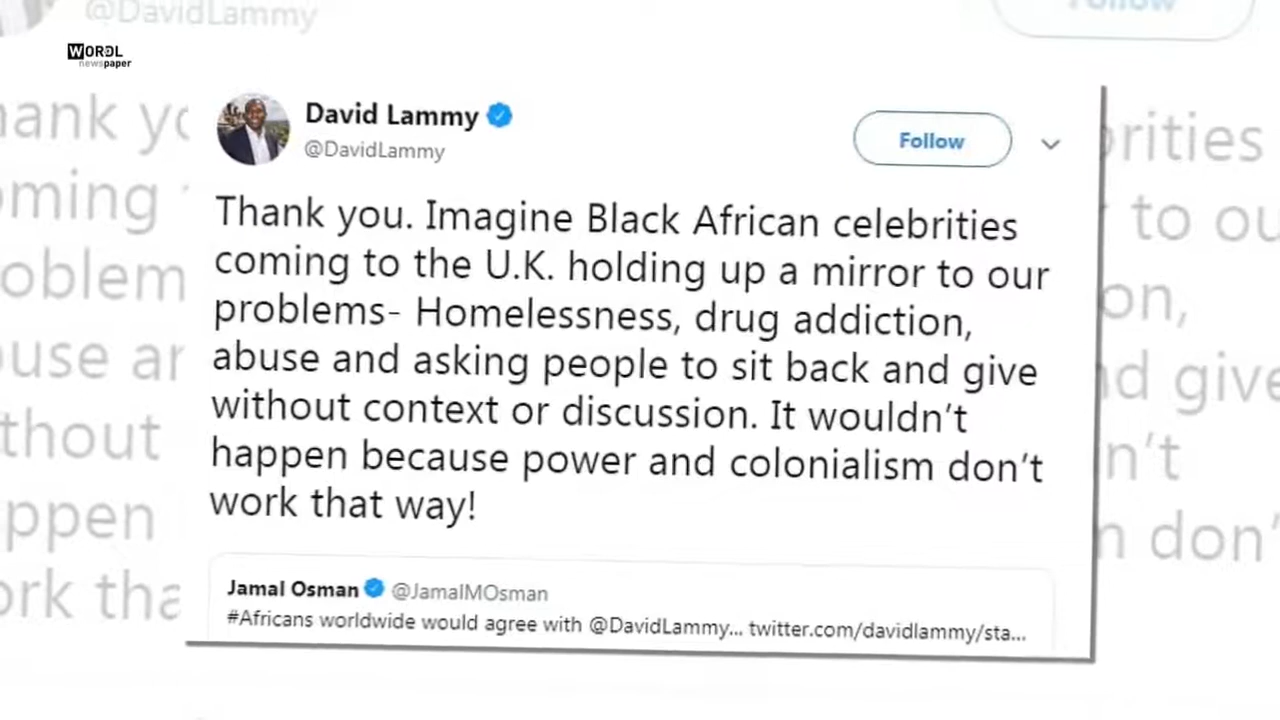 @DavidLammy
Follow
WORDL
newspaper
David Lammy
@DavidLammy
Follow
Thank you. Imagine Black African celebrities
coming to the U.K. holding up a mirror to our
problems- Homelessness, drug addiction,
abuse and asking people to sit back and give
without context or discussion. It wouldn't
happen because power and colonialism don't
work that way!
Jamal Osman @JamalMOsman
#Africans worldwide would agree with @DavidLammy... twitter.com/davidlammy/sta...